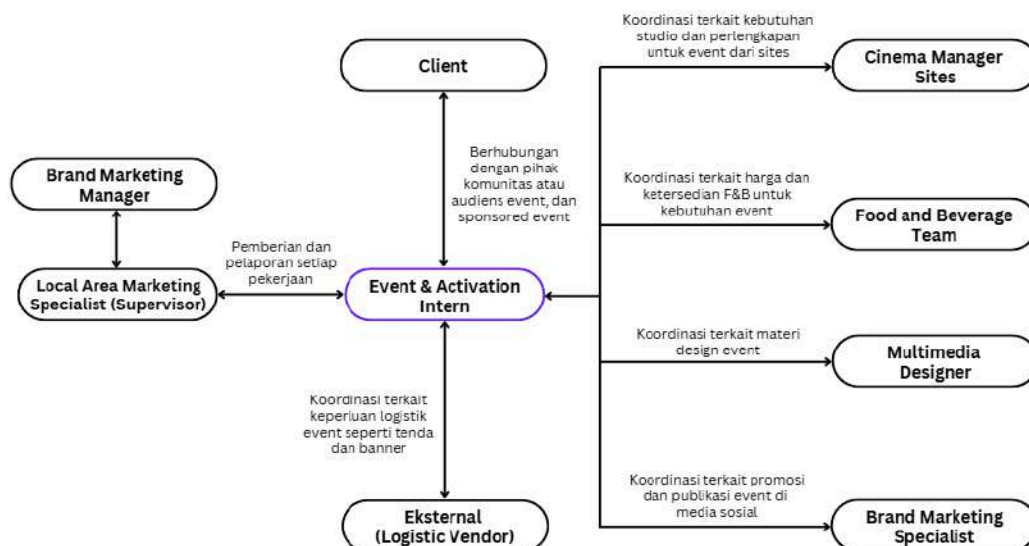 Koordinasi terkait kebutuhan
studio dan perlengkapan
untuk event dari sites
Client
Cinema Manager
Sites
Berhubungan
dengan pihak
komunitas atau
audiens event, dan
sponsored event
Koordinasi terkait harga dan
ketersedian F&B untuk
kebutuhan event
Brand Marketing
Manager
Food and Beverage
Team
Pemberian dan
pelaporan setiap
pekerjaan
Local Area Marketing
Specialist (Supervisor)
Event & Activation
Intern
Koordinasi terkait materi
design event
Multimedia
Designer
Koordinasi terkait
keperluan logistik
event seperti tenda
dan banner
Koordinasi terkait promosi
dan publikasi event di
media sosial
Eksternal
(Logistic Vendor)
Brand Marketing
Specialist